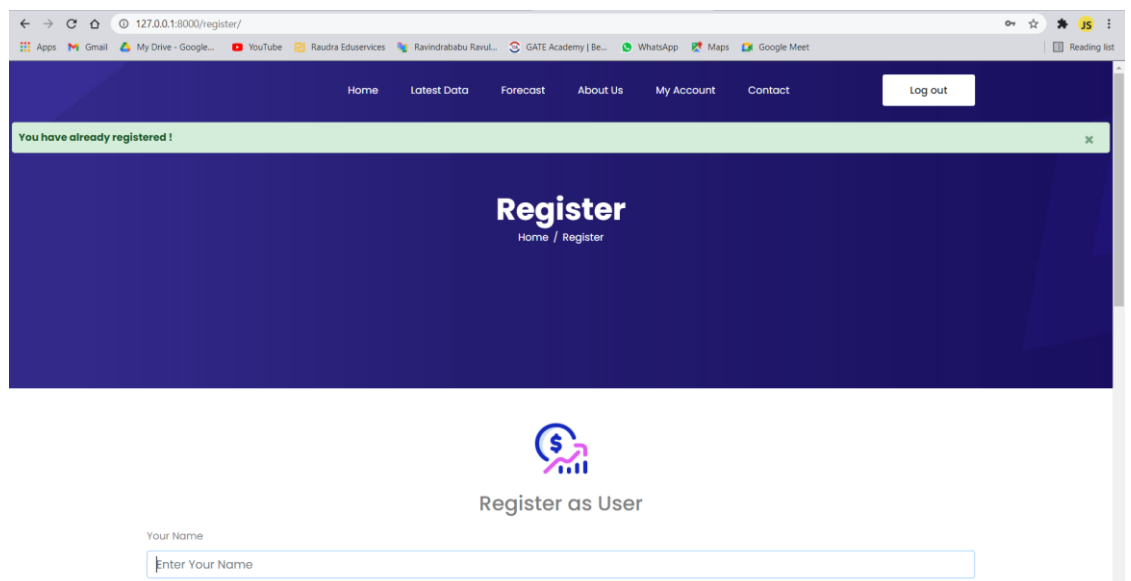 127.0.0.1:8000/register/
JS
Apps Gmail My Drive - Google... YouTube Raudra Eduservices Ravindrababu Ravul... GATE Academy | Be... WhatsApp Maps Google Meet Reading list
Home Latest Data Forecast About Us My Account Contact Log out
You have already registered ! ×
Register
Home / Register
$
Register as User
Your Name
Enter Your Name